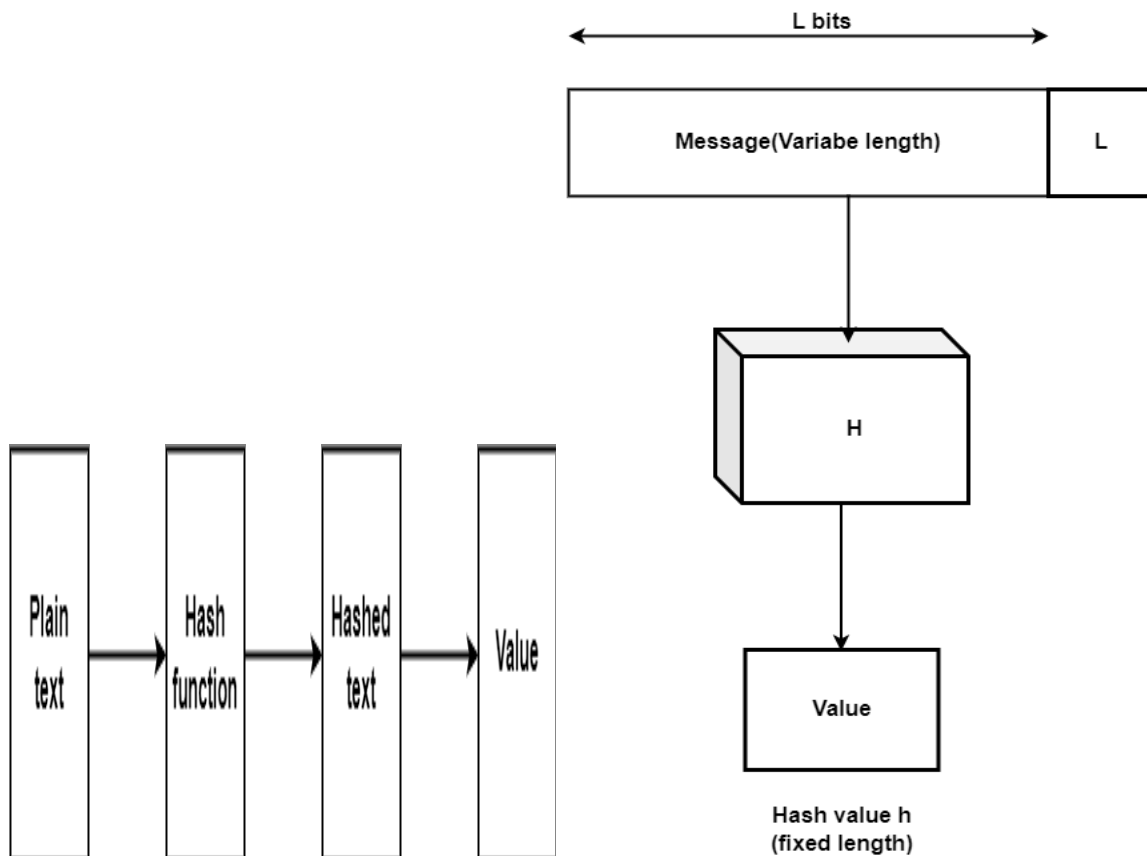 L bits
Message(Variabe length)
L
H
Plain
text
Hash
function
Hashed
text
Value
Value
Hash value h
(fixed length)